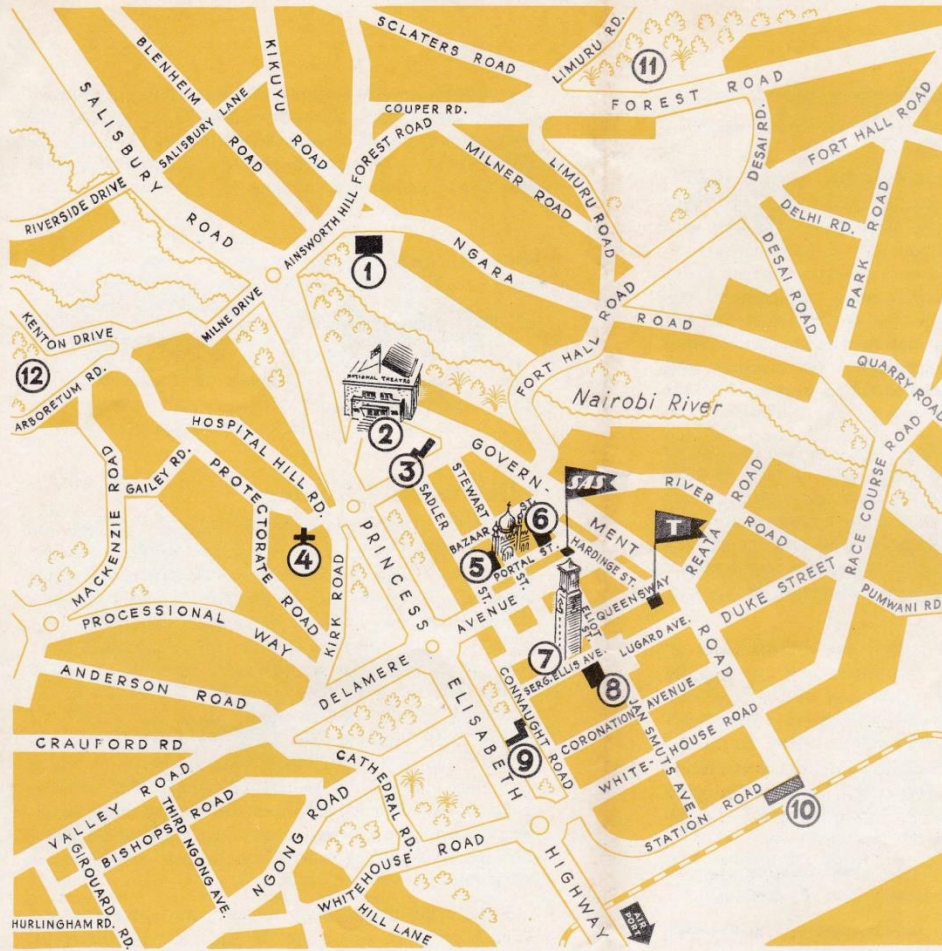 SCLATERS ROAD
LIMURU RD.
11
BLENHEIM ROAD
KIKUYU ROAD
SALISBURY LANE
COUPER RD.
FOREST ROAD
SALISBURY ROAD
FORT HALL ROAD
DESAI RD.
MILNER ROAD
LIMURU ROAD
RIVERSIDE DRIVE
AINSWORTH HILL FOREST ROAD
DELHI RD.
PARK ROAD
DESAI ROAD
1
NGARA ROAD
MILNE DRIVE
KENTON DRIVE
FORT HALL ROAD
12
NATIONAL THEATRE
QUARRY ROAD
ARBORETUM RD.
Nairobi River
2
HOSPITAL HILL RD.
3
GOVERN-
MENT
ROAD
MACKENZIE ROAD
GAILEY RD.
PROTECTORATE ROAD
SADLER
ST.
STEWART
ST.
BAZAAR
ST.
SAS
RIVER ROAD
REATA ROAD
RACE COURSE ROAD
6
T
4
5
PORTAL ST.
HARDINGE ST.
PRINCESS
ELISABETH
HIGHWAY
KIRK ROAD
QUEENSWAY
ELIOT ST.
DUKE STREET
PUMWANI RD
PROCESSIONAL WAY
DELAMERE
AVENUE
7
LUGARD AVE.
SERG. ELLIS AVE.
8
ANDERSON ROAD
CONNAUGHT ROAD
CORONATION AVENUE
JAN SMUTS AVE.
CRAUFORD RD
9
WHITE-HOUSE ROAD
CATHEDRAL RD.
VALLEY ROAD
THIRD NGONG AVE.
BISHOPS ROAD
NGONG ROAD
STATION ROAD
10
GIROUARD RD.
WHITEHOUSE ROAD
HILL LANE
HURLINGHAM RD.
AIR
PORT